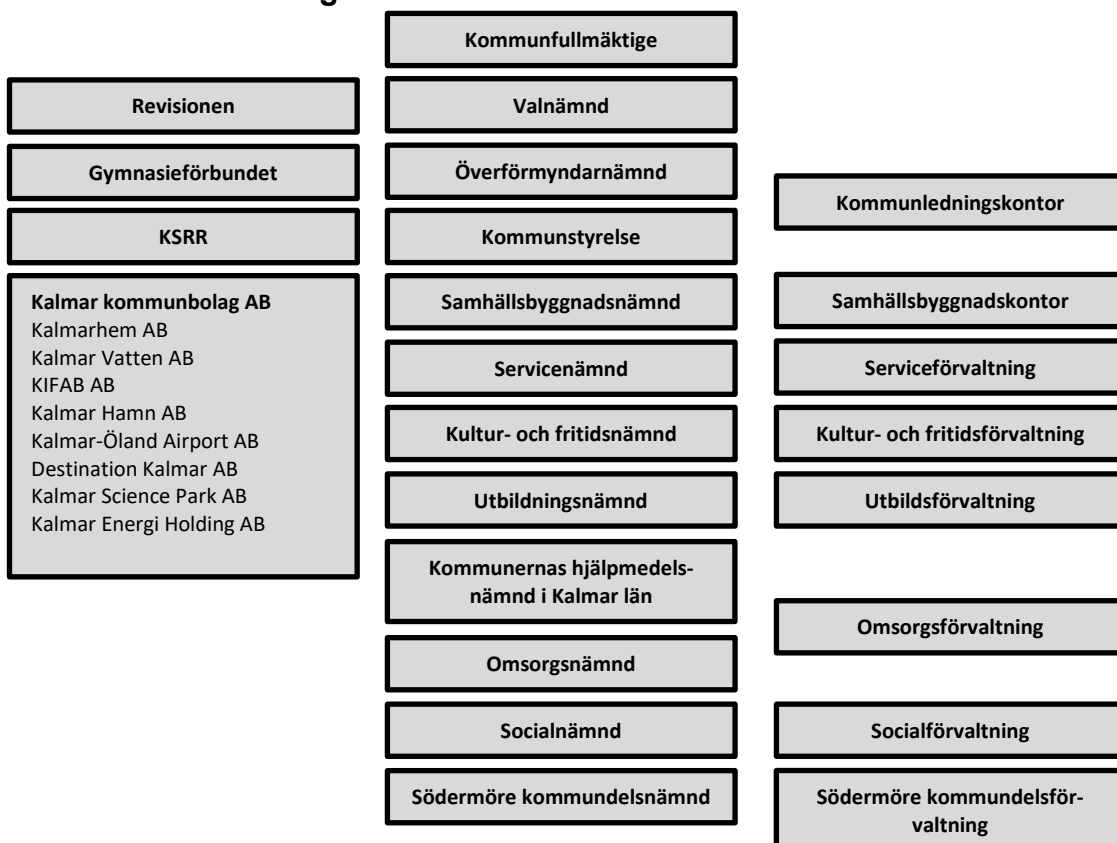 Kommunfullmäktige
Revisionen
Valnämnd
Gymnasieförbundet
Överförmyndarnämnd
Kommunledningskontor
KSRR
Kommunstyrelse
Kalmar kommunbolag AB
Kalmarhem AB
Kalmar Vatten AB
KIFAB AB
Kalmar Hamn AB
Kalmar-Öland Airport AB
Destination Kalmar AB
Kalmar Science Park AB
Kalmar Energi Holding AB
Samhällsbyggnadsnämnd
Samhällsbyggnadskontor
Servicenämnd
Serviceförvaltning
Kultur- och fritidsnämnd
Kultur- och fritidsförvaltning
Utbildningsnämnd
Utbildsförvaltning
Kommunernas hjälpmedels-
nämnd i Kalmar län
Omsorgsförvaltning
Omsorgsnämnd
Socialnämnd
Socialförvaltning
Södermöre kommundelsnämnd
Södermöre kommundelsför-
valtning